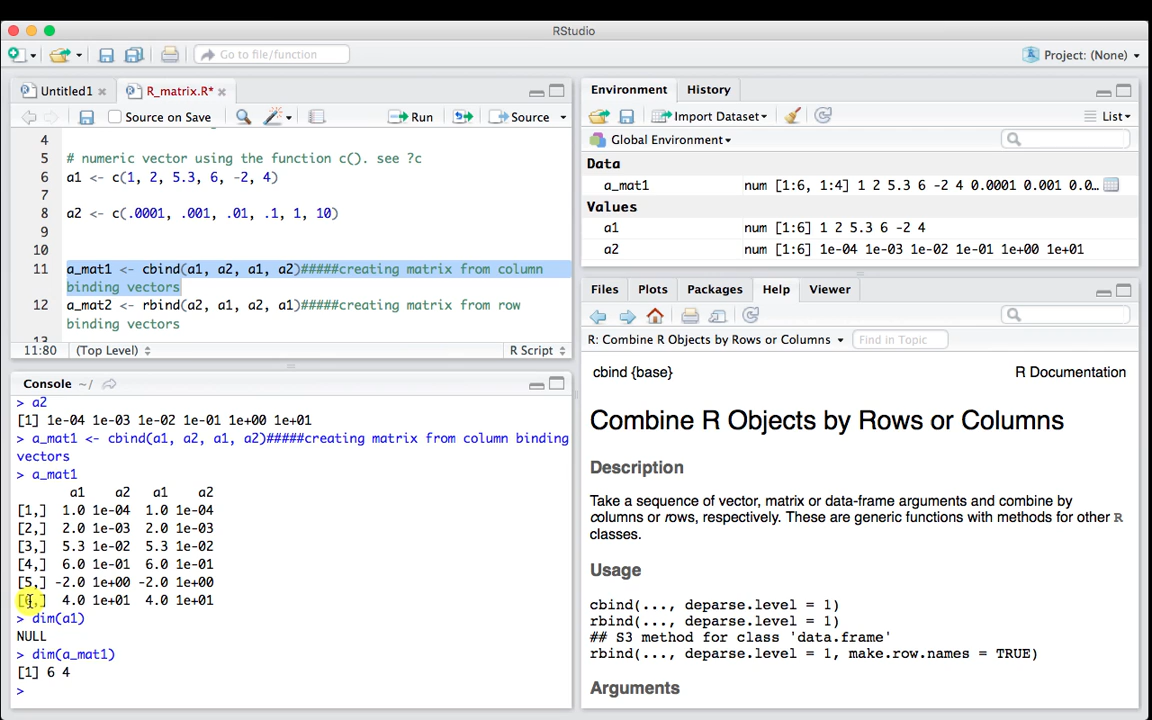 RStudio
Go to file/function
Project: (None)
Untitled1
R_matrix.R*
Source on Save
Run
Source
4
5 # numeric vector using the function c(). see ?c
6 a1 <- c(1, 2, 5.3, 6, -2, 4)
7
8 a2 <- c(.0001, .001, .01, .1, 1, 10)
9
10
11 a_mat1 <- cbind(a1, a2, a1, a2)#####creating matrix from column
binding vectors
12 a_mat2 <- rbind(a2, a1, a2, a1)#####creating matrix from row
binding vectors
11:80 (Top Level) R Script
Console ~/
> a2
[1] 1e-04 1e-03 1e-02 1e-01 1e+00 1e+01
> a_mat1 <- cbind(a1, a2, a1, a2)#####creating matrix from column binding
vectors
> a_mat1
a1 a2 a1 a2
[1,] 1.0 1e-04 1.0 1e-04
[2,] 2.0 1e-03 2.0 1e-03
[3,] 5.3 1e-02 5.3 1e-02
[4,] 6.0 1e-01 6.0 1e-01
[5,] -2.0 1e+00 -2.0 1e+00
[6,] 4.0 1e+01 4.0 1e+01
> dim(a1)
NULL
> dim(a_mat1)
[1] 6 4
>
Environment History
Import Dataset List
Global Environment
Data
a_mat1 num [1:6, 1:4] 1 2 5.3 6 -2 4 0.0001 0.001 0.0…
Values
a1 num [1:6] 1 2 5.3 6 -2 4
a2 num [1:6] 1e-04 1e-03 1e-02 1e-01 1e+00 1e+01
Files Plots Packages Help Viewer
R: Combine R Objects by Rows or Columns Find in Topic
cbind {base} R Documentation
Combine R Objects by Rows or Columns
Description
Take a sequence of vector, matrix or data-frame arguments and combine by
columns or rows, respectively. These are generic functions with methods for other R
classes.
Usage
cbind(..., deparse.level = 1)
rbind(..., deparse.level = 1)
## S3 method for class 'data.frame'
rbind(..., deparse.level = 1, make.row.names = TRUE)
Arguments